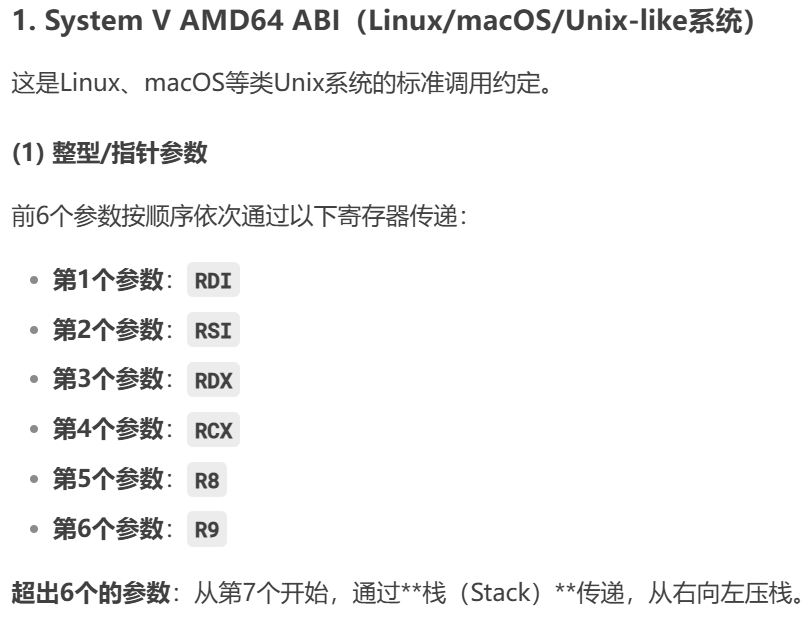 1. System V AMD64 ABI（Linux/macOS/Unix-like系统）
这是Linux、macOS等类Unix系统的标准调用约定。
(1) 整型/指针参数
前6个参数按顺序依次通过以下寄存器传递：
• 第1个参数： RDI
• 第2个参数： RSI
• 第3个参数： RDX
• 第4个参数： RCX
• 第5个参数： R8
• 第6个参数： R9
超出6个的参数：从第7个开始，通过**栈（Stack）**传递，从右向左压栈。